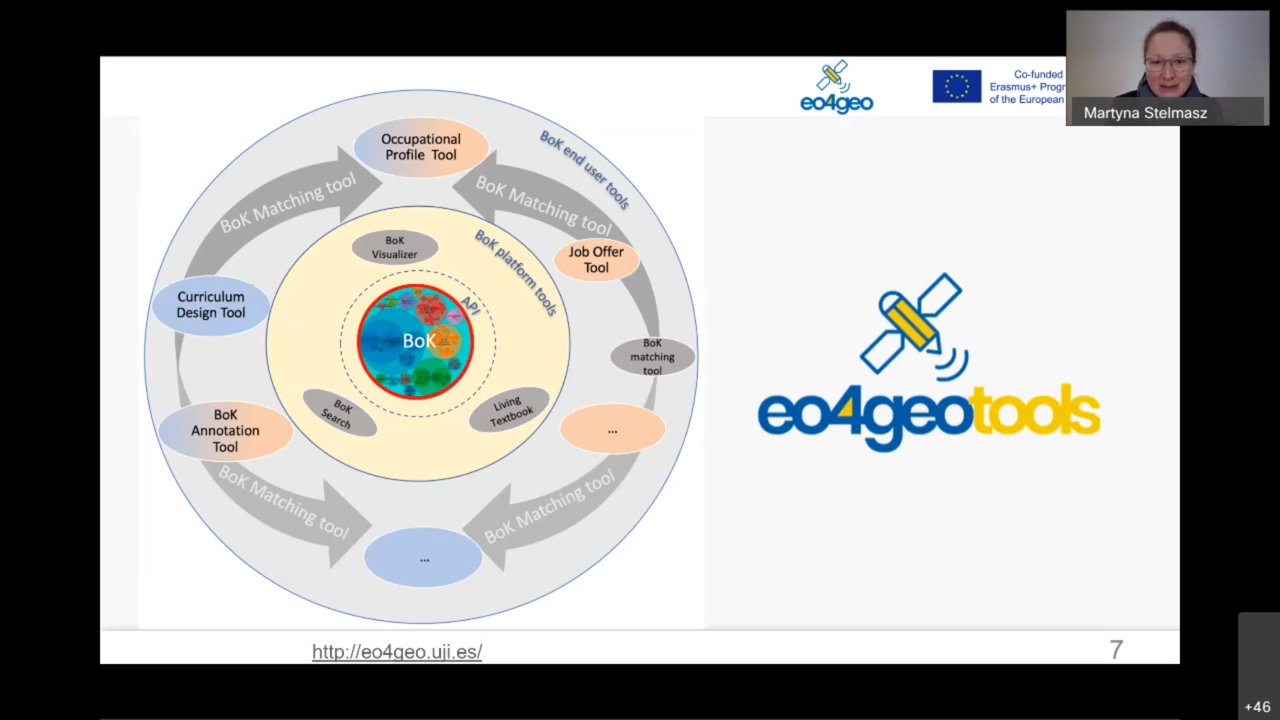 eo4geo
Co-funded
Erasmus+ Progr
of the European
Martyna Stelmasz
Occupational
Profile Tool
BoK end user tools
BoK Matching tool
BoK Matching tool
BoK
Visualizer
BoK platform tools
Job Offer
Tool
Curriculum
Design Tool
API
BoK
BoK
matching
tool
BoK
Search
Living
Textbook
BoK
Annotation
Tool
...
BoK Matching tool
BoK Matching tool
...
eo4geotools
http://eo4geo.uji.es/
7
+46